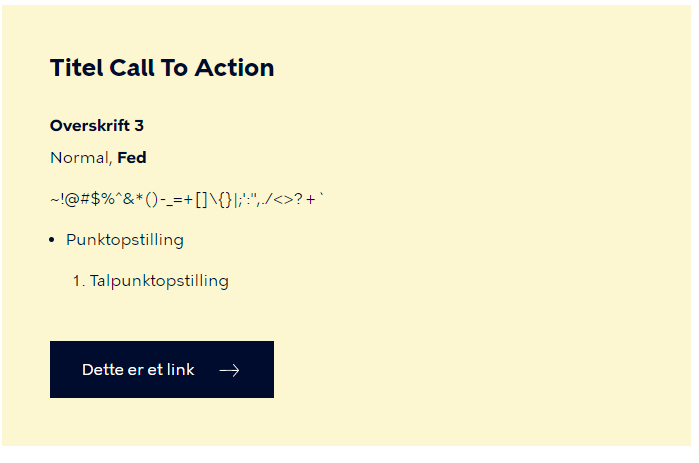 Titel Call To Action
Overskrift 3
Normal, Fed
~!@#$%^&*()-_=+[]\{}|;':",./<>?+`
• Punktopstilling
1. Talpunktopstilling
Dette er et link →